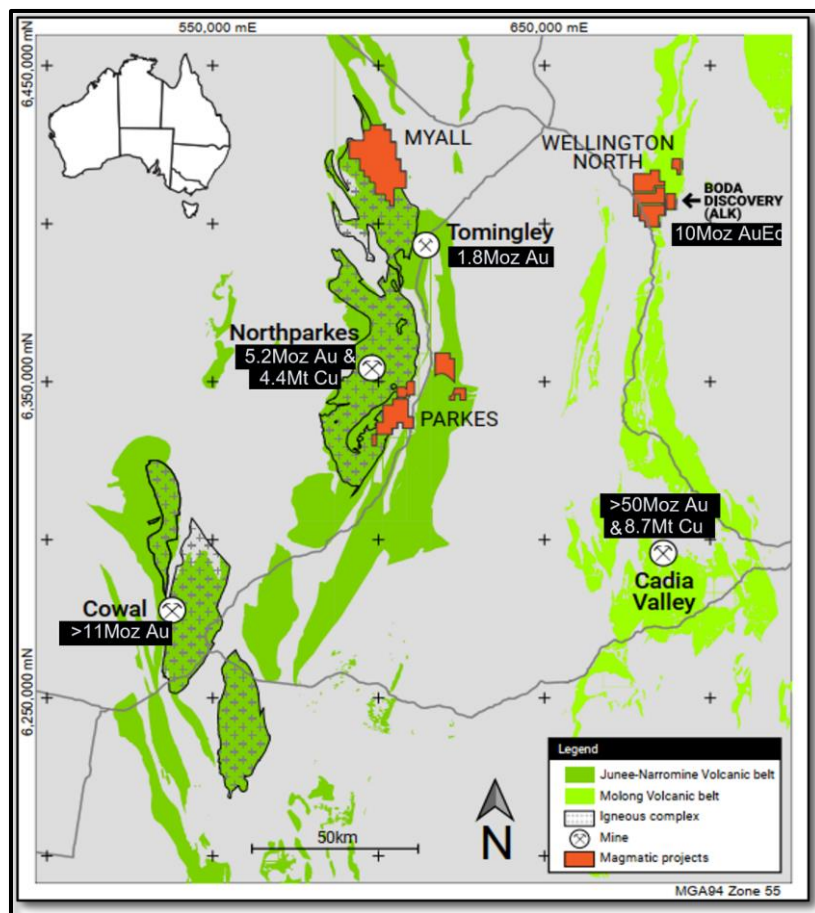 550,000 mE
650,000 mE
6,450,000 mN
MYALL
WELLINGTON
NORTH
BODA
DISCOVERY
(ALK)
10Moz AuEc
Tomingley
1.8Moz Au
Northparkes
5.2Moz Au &
4.4Mt Cu
6,350,000 mN
PARKES
>50Moz Au
& 8.7Mt Cu
Cadia
Valley
Cowal
>11Moz Au
6,250,000 mN
Legend
Junee-Narromine Volcanic belt
Molong Volcanic belt
Igneous complex
Mine
Magmatic projects
50km
N
MGA94 Zone 55